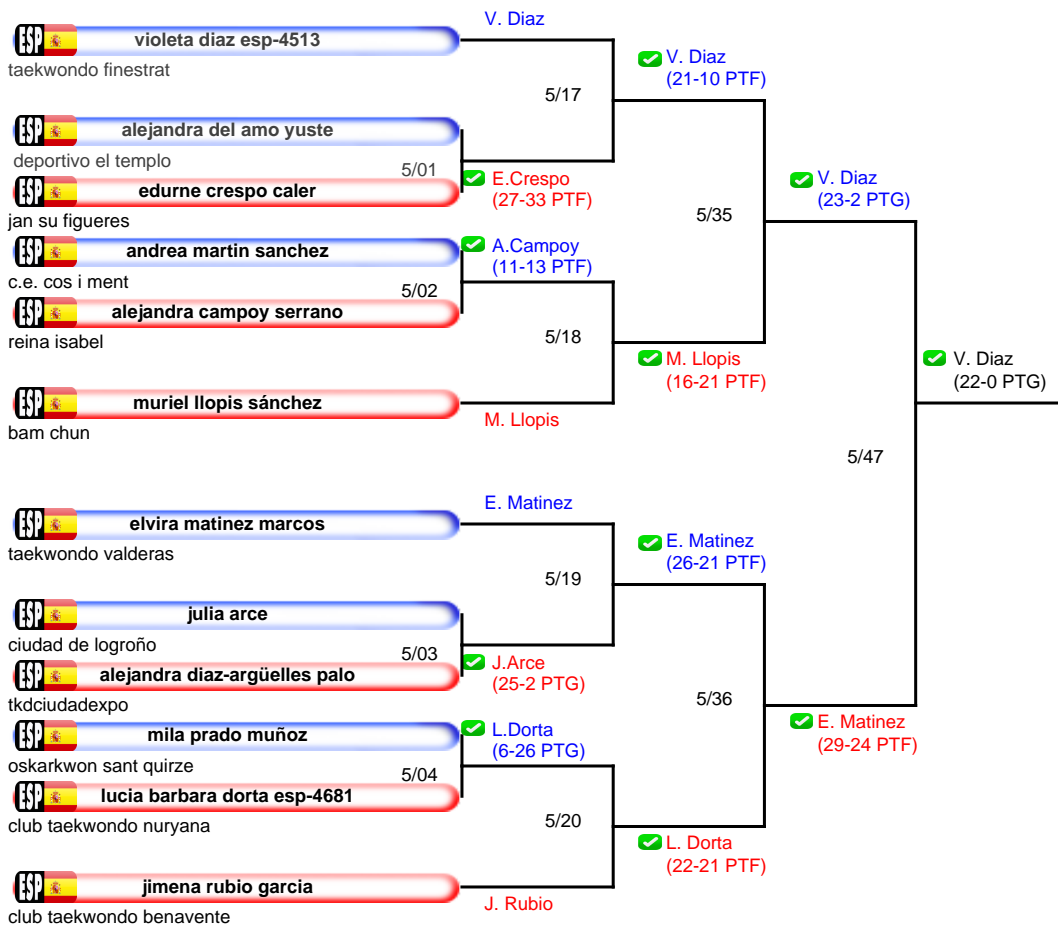 V. Diaz
ESP violeta diaz esp-4513
taekwondo finestrat
V. Diaz
(21-10 PTF)
5/17
ESP alejandra del amo yuste
deportivo el templo
5/01
E.Crespo
(27-33 PTF)
ESP edurne crespo caler
jan su figueres
V. Diaz
(23-2 PTG)
5/35
ESP andrea martin sanchez
c.e. cos i ment
A.Campoy
(11-13 PTF)
5/02
ESP alejandra campoy serrano
reina isabel
5/18
M. Llopis
(16-21 PTF)
V. Diaz
(22-0 PTG)
ESP muriel llopis sánchez
bam chun
M. Llopis
5/47
E. Matinez
ESP elvira matinez marcos
taekwondo valderas
E. Matinez
(26-21 PTF)
5/19
ESP julia arce
ciudad de logroño
5/03
J.Arce
(25-2 PTG)
ESP alejandra diaz-argüelles palo
tkdciudadexpo
5/36
E. Matinez
(29-24 PTF)
ESP mila prado muñoz
oskarkwon sant quirze
L.Dorta
(6-26 PTG)
5/04
ESP lucia barbara dorta esp-4681
club taekwondo nuryana
5/20
L. Dorta
(22-21 PTF)
ESP jimena rubio garcia
club taekwondo benavente
J. Rubio